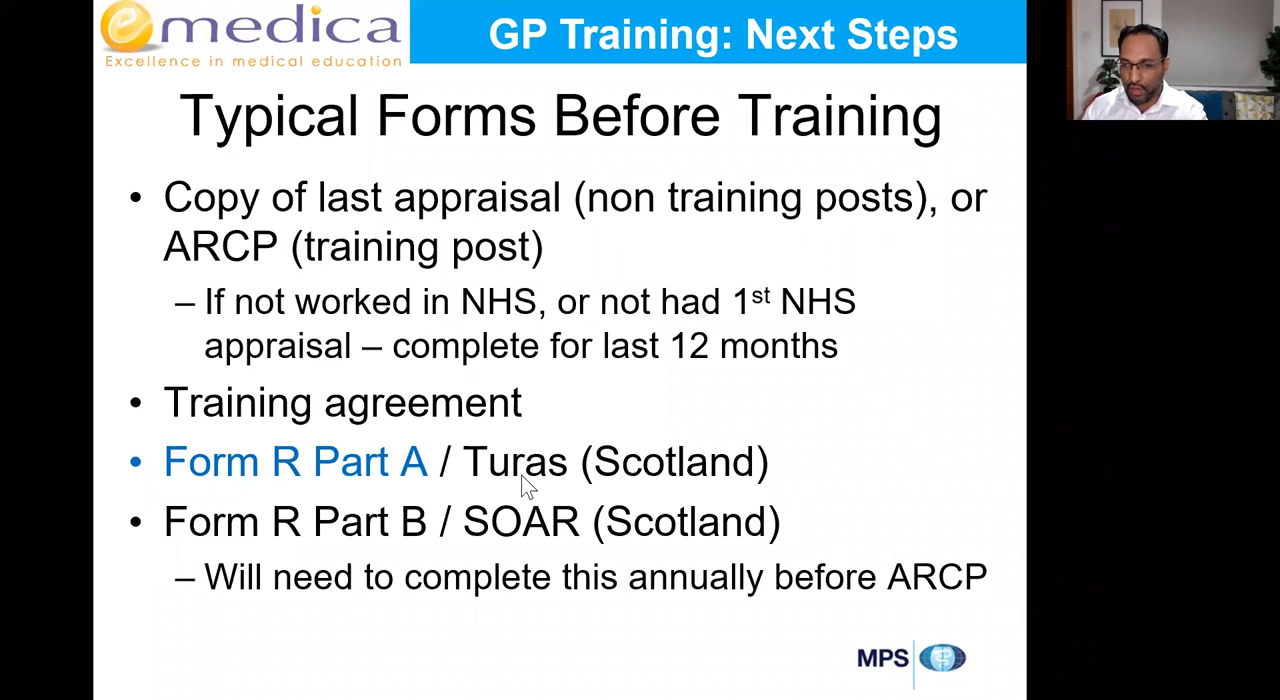 emedica
Excellence in medical education
GP Training: Next Steps
Typical Forms Before Training
• Copy of last appraisal (non training posts), or
ARCP (training post)
– If not worked in NHS, or not had 1st NHS
appraisal – complete for last 12 months
• Training agreement
• Form R Part A / Turas (Scotland)
• Form R Part B / SOAR (Scotland)
– Will need to complete this annually before ARCP
MPS